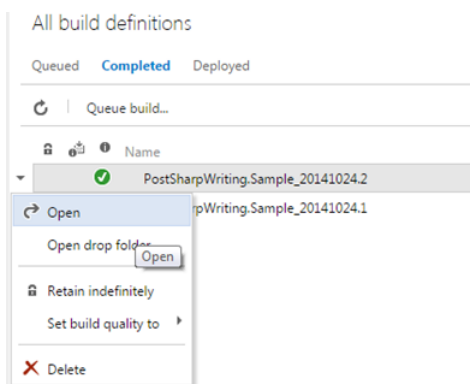 All build definitions
Queued Completed Deployed
Queue build...
Name
PostSharpWriting.Sample_20141024.2
Open rpWriting.Sample_20141024.1
Open drop folder
Open
Retain indefinitely
Set build quality to
Delete